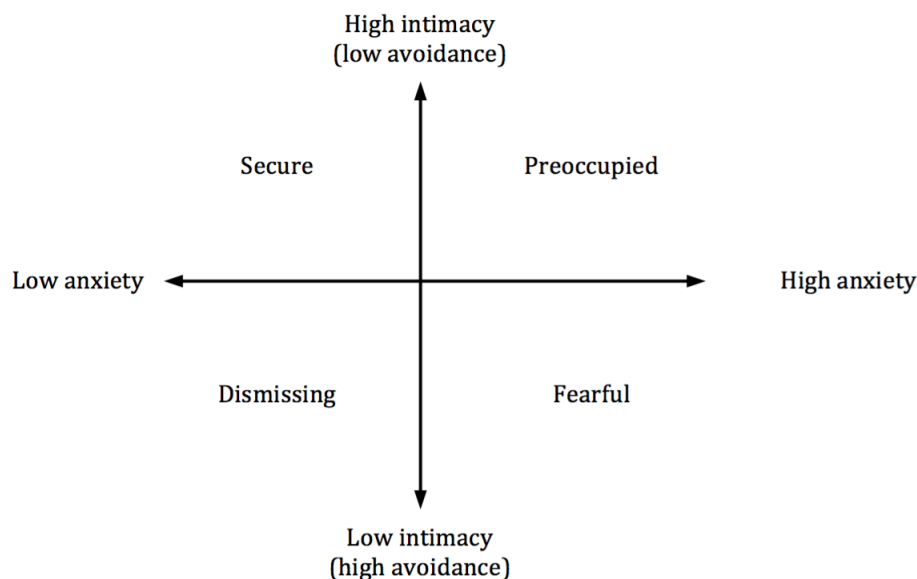 High intimacy
(low avoidance)
Secure
Preoccupied
Low anxiety
High anxiety
Dismissing
Fearful
Low intimacy
(high avoidance)